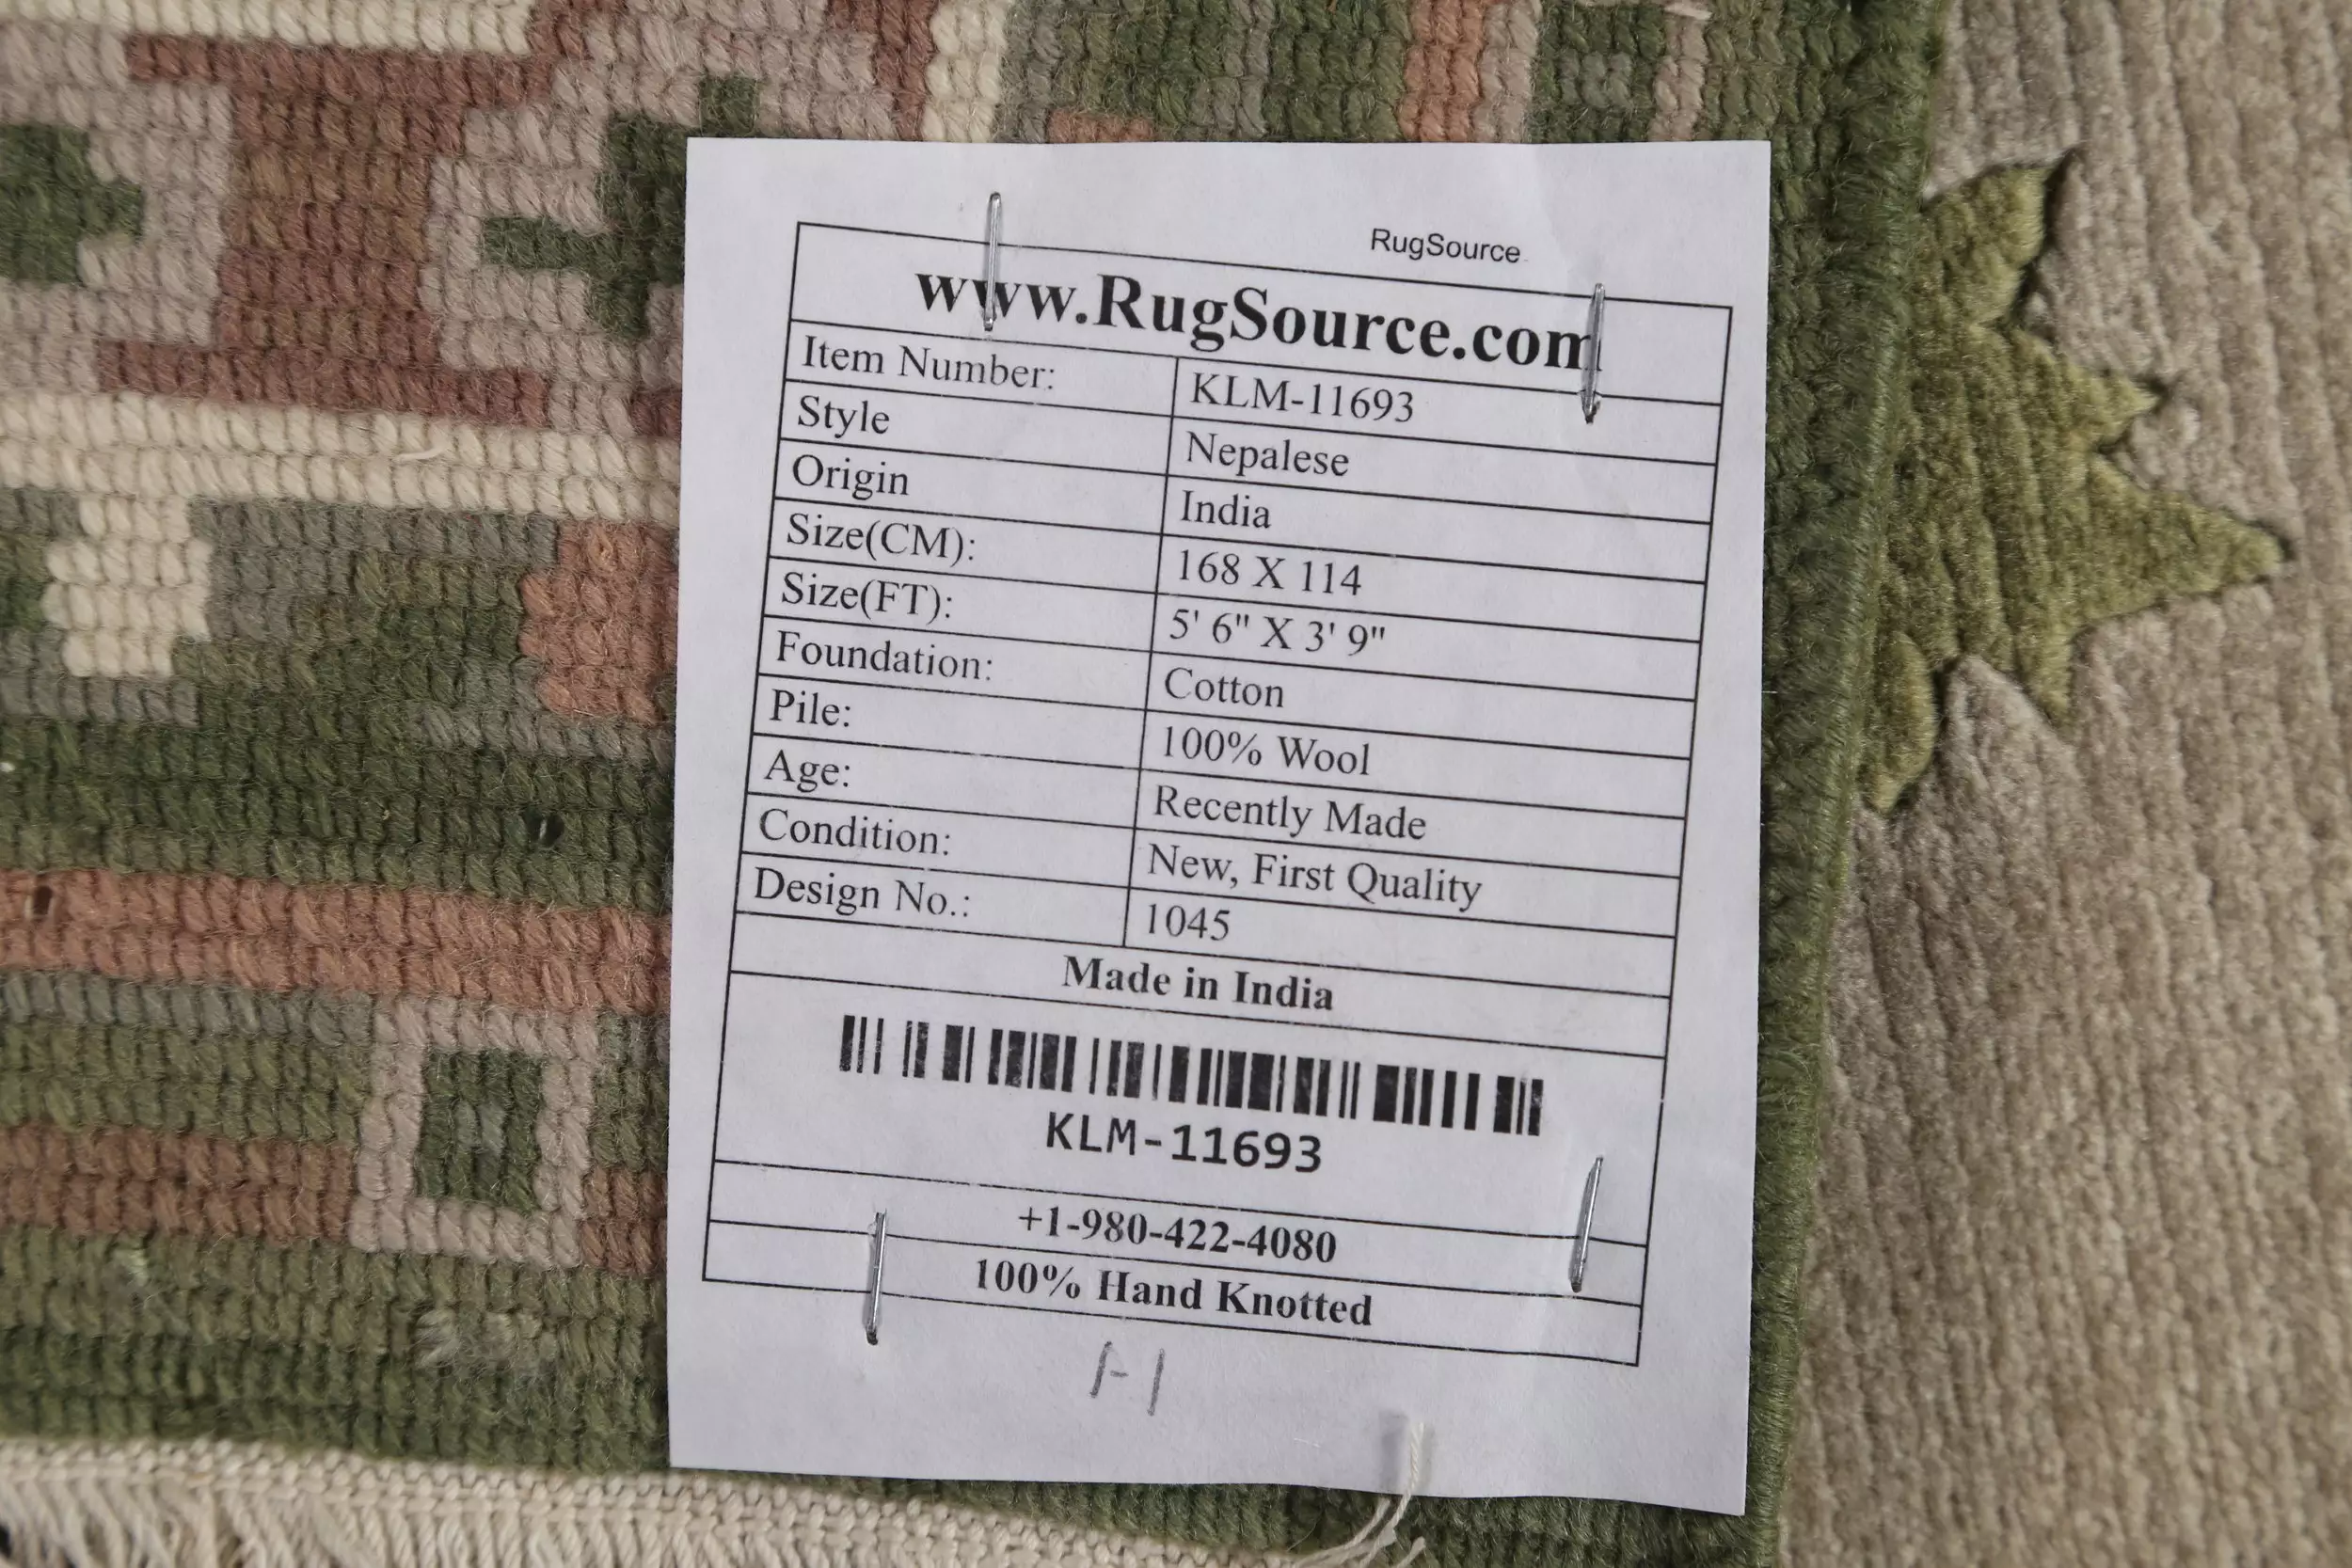 RugSource
www.RugSource.com
Item Number: KLM-11693
Style Nepalese
Origin India
Size(CM): 168 X 114
Size(FT): 5' 6" X 3' 9"
Foundation: Cotton
Pile: 100% Wool
Age: Recently Made
Condition: New, First Quality
Design No.: 1045
Made in India
KLM-11693
+1-980-422-4080
100% Hand Knotted